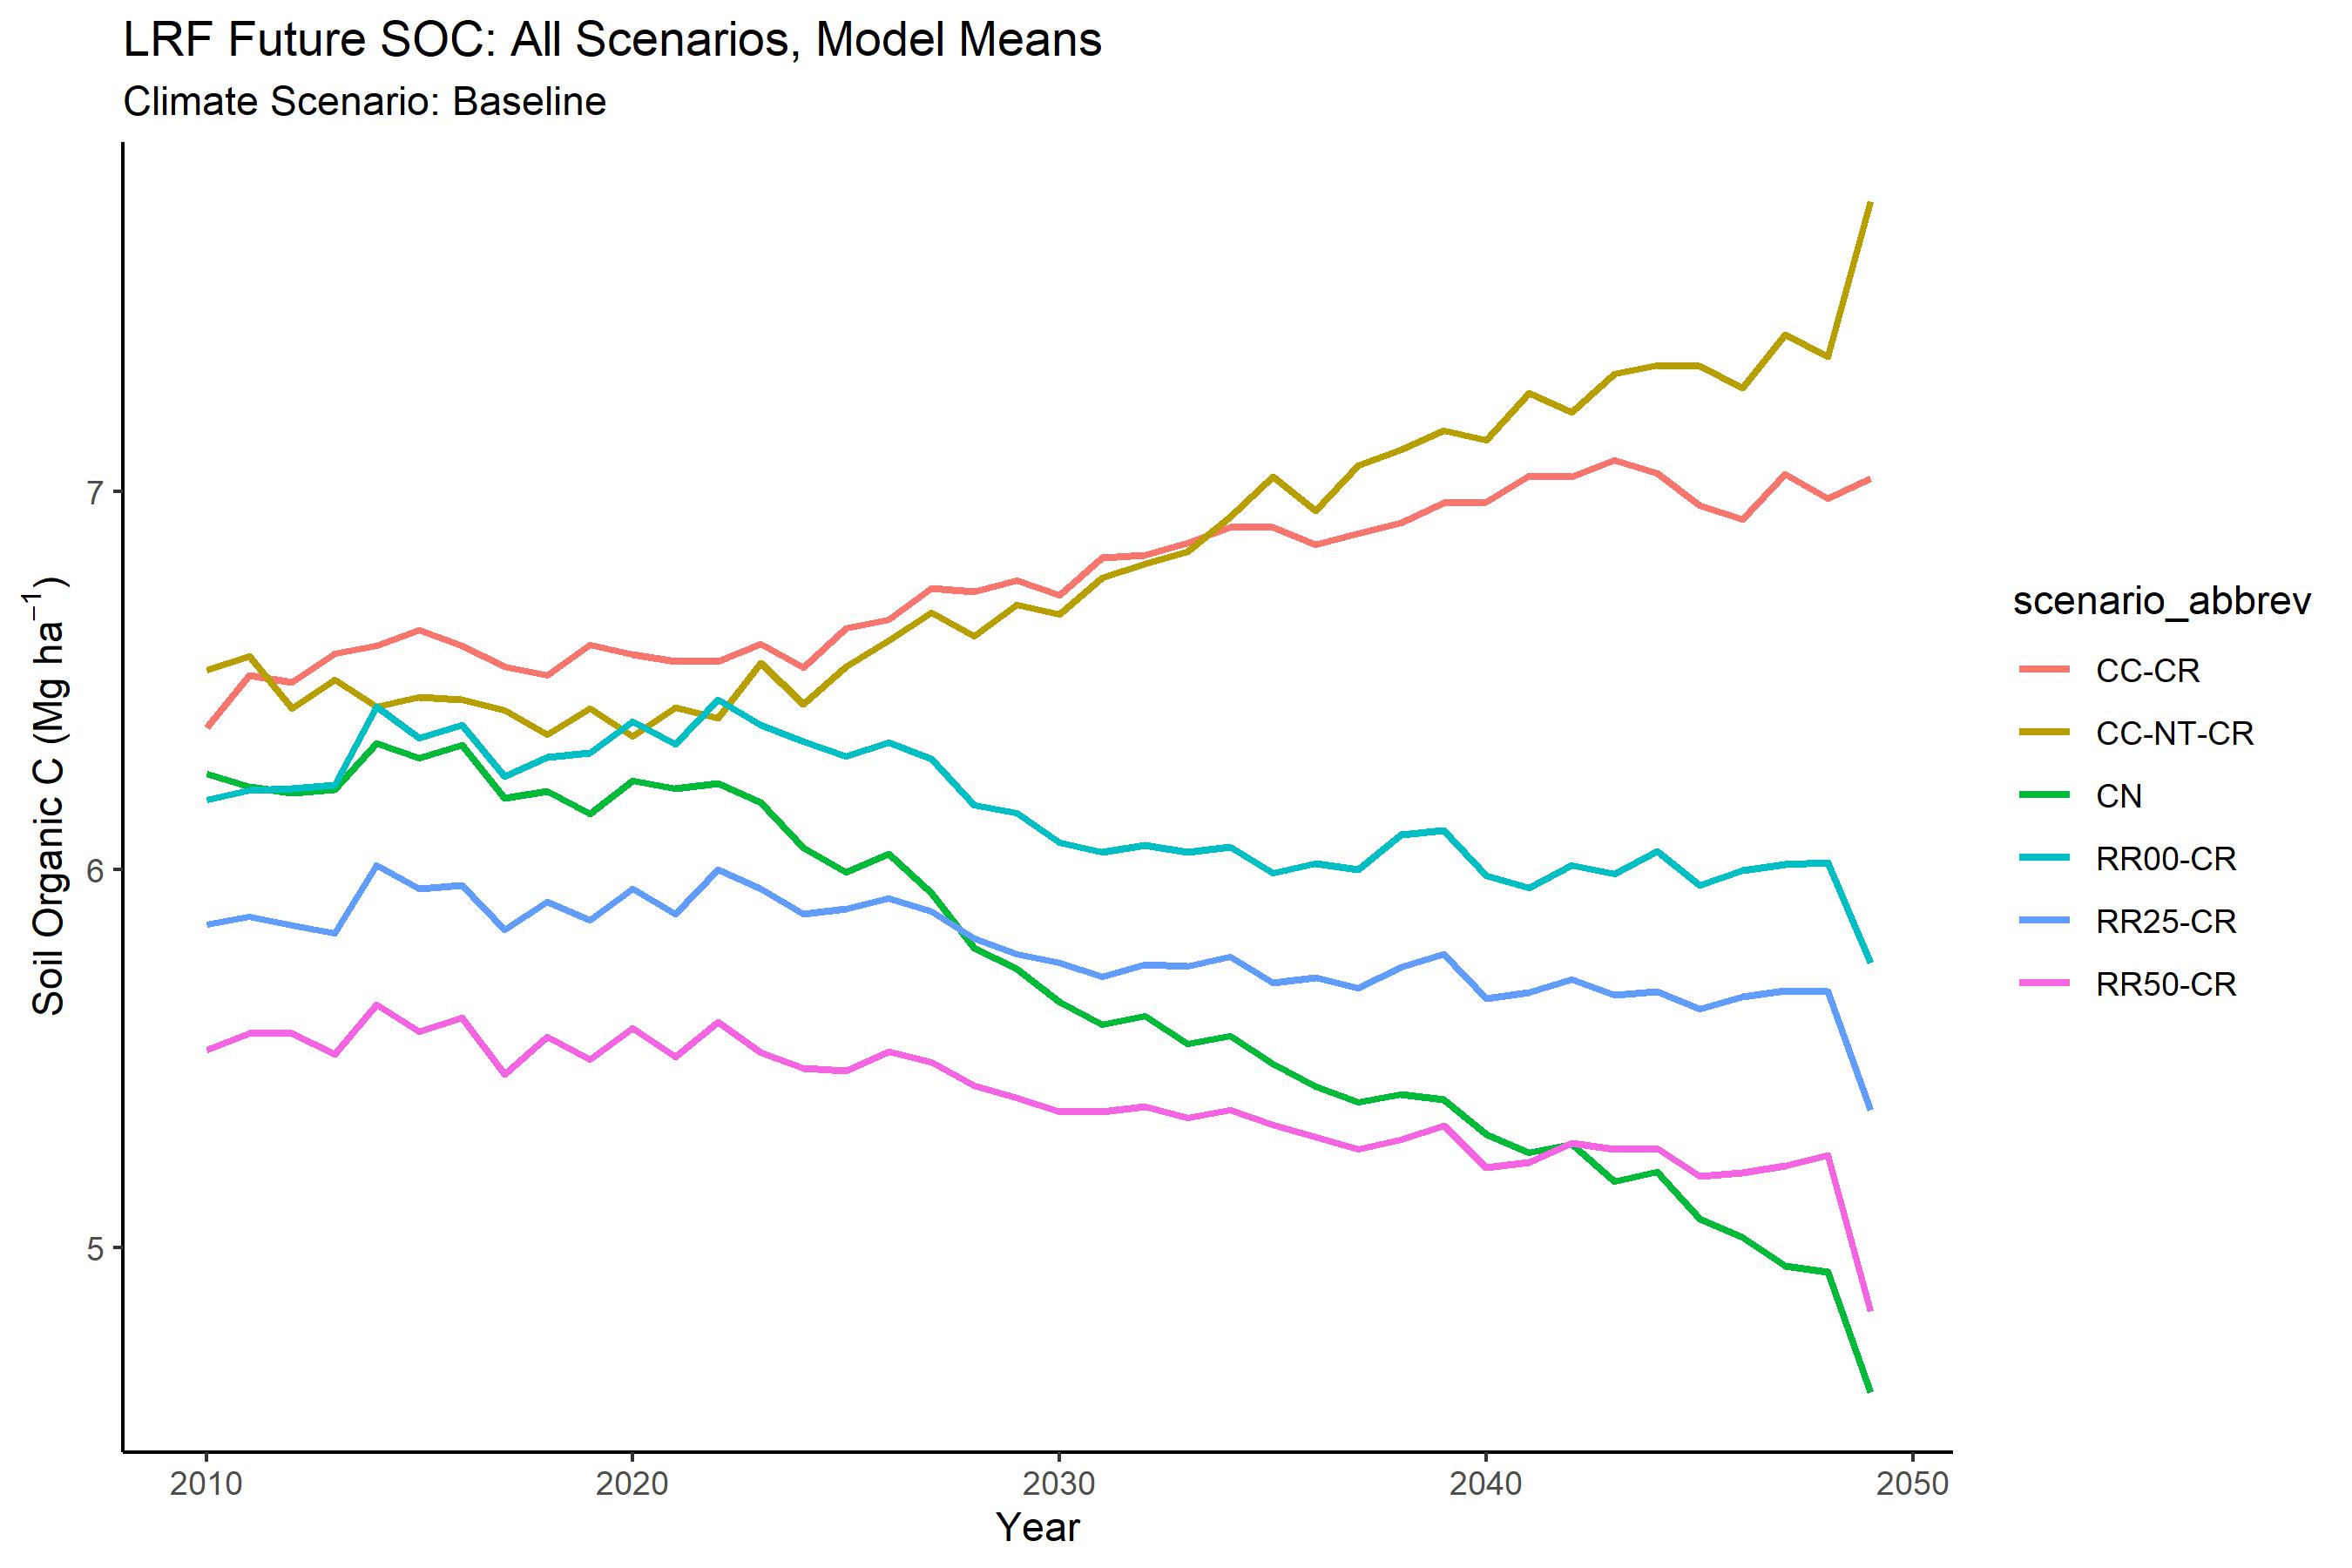 LRF Future SOC: All Scenarios, Model Means
Climate Scenario: Baseline
Soil Organic C (Mg ha⁻¹)
7
6
5
2010 2020 2030 2040 2050
Year
scenario_abbrev
CC-CR
CC-NT-CR
CN
RR00-CR
RR25-CR
RR50-CR